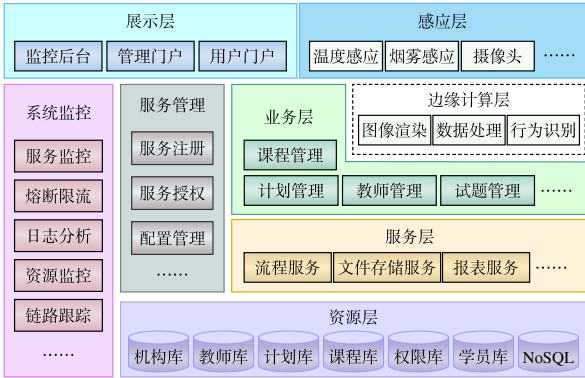 展示层
监控后台 管理门户 用户门户
感应层
温度感应 烟雾感应 摄像头 ……
系统监控
服务监控
熔断限流
日志分析
资源监控
链路跟踪
……
服务管理
服务注册
服务授权
配置管理
……
业务层
课程管理
计划管理 教师管理 试题管理 ……
边缘计算层
图像渲染 数据处理 行为识别
服务层
流程服务 文件存储服务 报表服务 ……
资源层
机构库 教师库 计划库 课程库 权限库 学员库 NoSQL